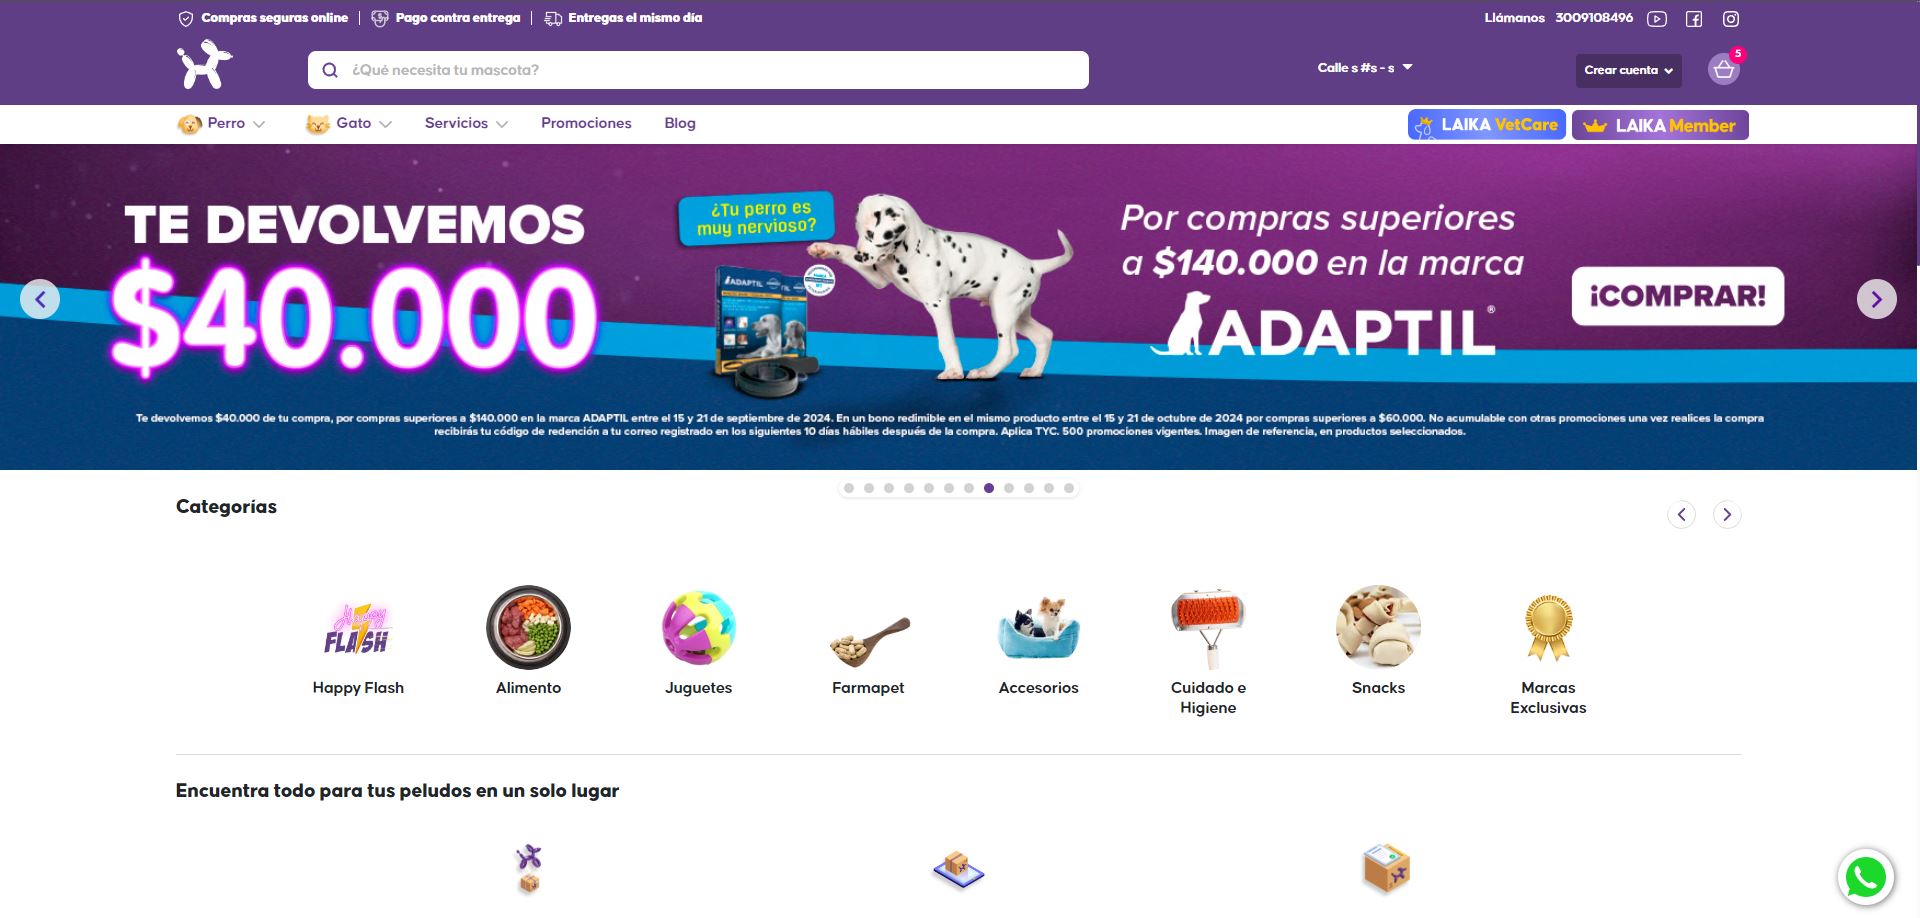 Compras seguras online
Pago contra entrega
Entregas el mismo día
Llámanos 3009108496
¿Qué necesita tu mascota?
Calle s #s - s
Crear cuenta
5
Perro
Gato
Servicios
Promociones
Blog
LAIKA VetCare
LAIKA Member
TE DEVOLVEMOS
$40.000
¿Tu perro es
muy nervioso?
ADAPTIL
Por compras superiores
a $140.000 en la marca
ADAPTIL®
¡COMPRAR!
Te devolvemos $40.000 de tu compra, por compras superiores a $140.000 en la marca ADAPTIL entre el 15 y 21 de septiembre de 2024. En un bono redimible en el mismo producto entre el 15 y 21 de octubre de 2024 por compras superiores a $60.000. No acumulable con otras promociones una vez realices la compra
recibirás tu código de redención a tu correo registrado en los siguientes 10 días hábiles después de la compra. Aplica TYC. 500 promociones vigentes. Imagen de referencia, en productos seleccionados.
Categorías
Happy
FLASH
Happy Flash
Alimento
Juguetes
Farmapet
Accesorios
Cuidado e
Higiene
Snacks
Marcas
Exclusivas
Encuentra todo para tus peludos en un solo lugar